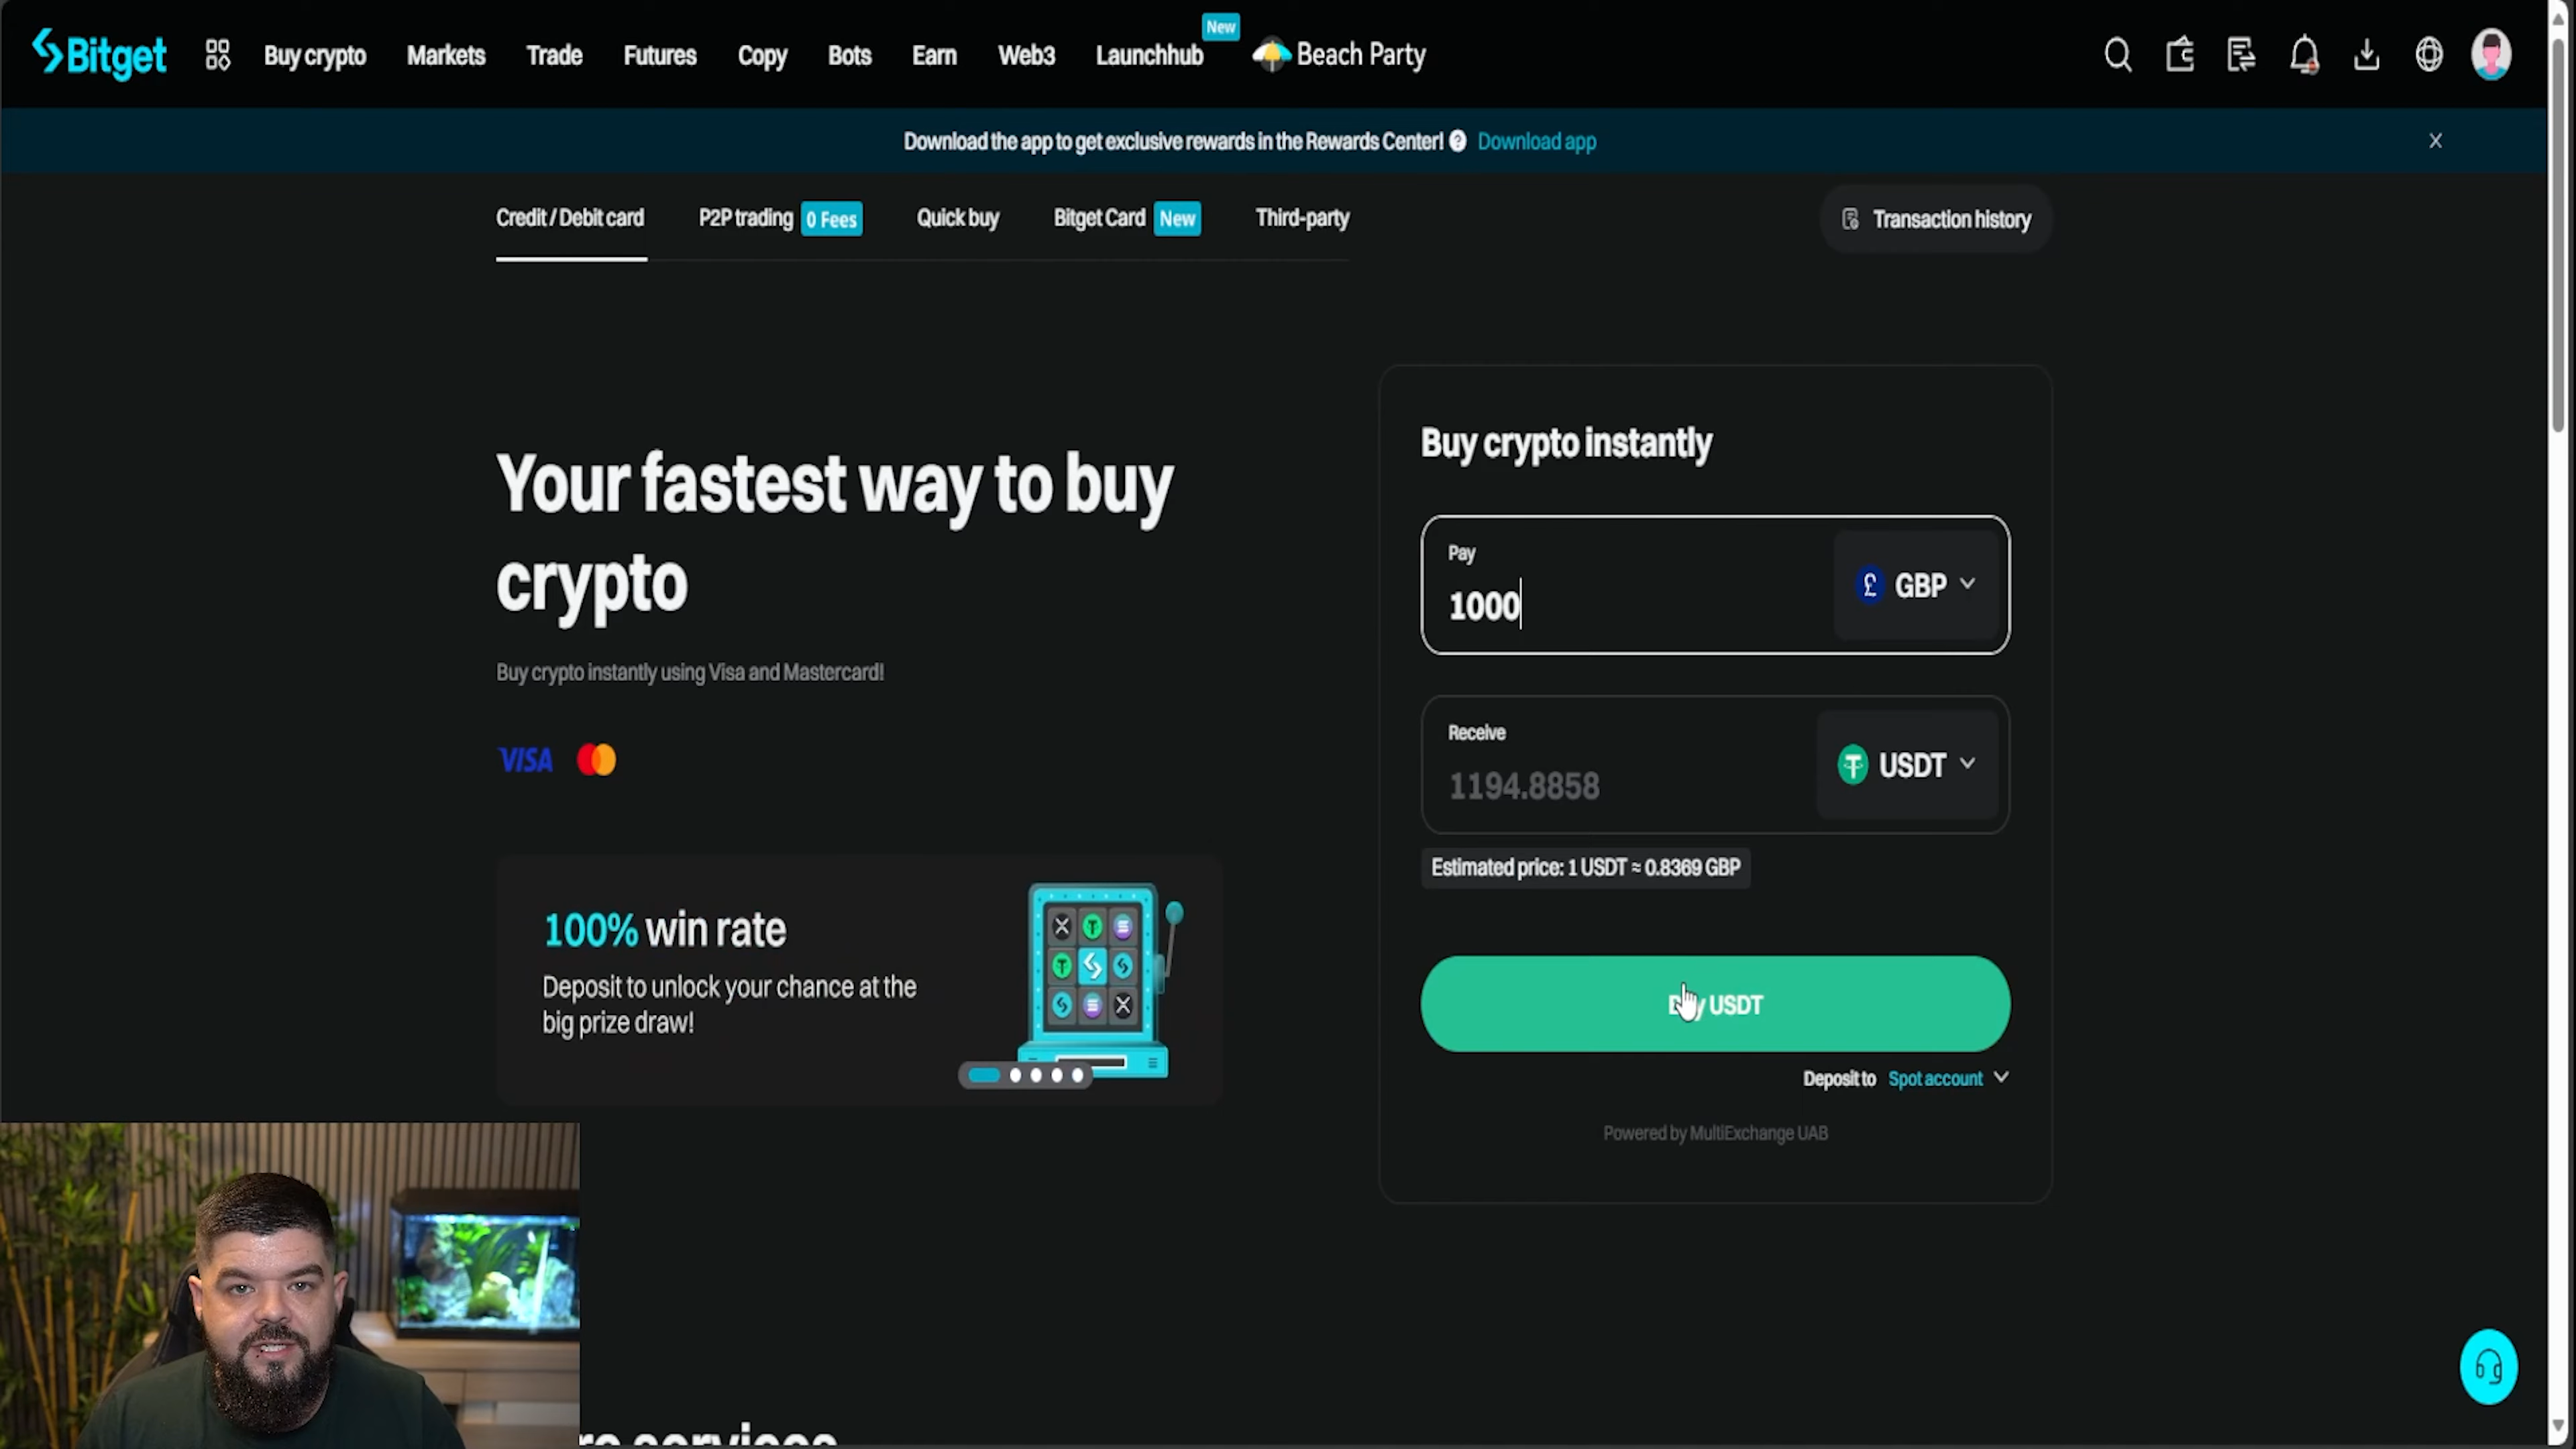 Bitget
Buy crypto
Markets
Trade
Futures
Copy
Bots
Earn
Web3
Launchhub
New
Beach Party
Download the app to get exclusive rewards in the Rewards Center! ? Download app
X
Credit / Debit card
P2P trading 0 Fees
Quick buy
Bitget Card New
Third-party
Transaction history
Your fastest way to buy
crypto
Buy crypto instantly using Visa and Mastercard!
VISA
100% win rate
Deposit to unlock your chance at the
big prize draw!
Buy crypto instantly
Pay
1000
£ GBP
Receive
1194.8858
USDT
Estimated price: 1 USDT ≈ 0.8369 GBP
USDT
Deposit to Spot account
Powered by MultiExchange UAB
services